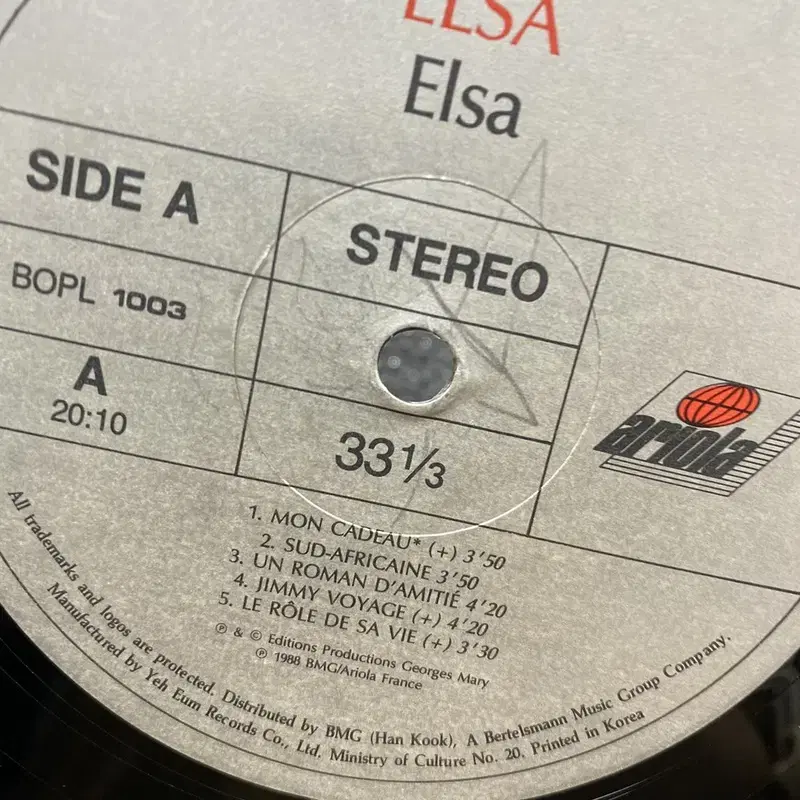 ELSA
Elsa
SIDE A
STEREO
BOPL 1003
A
20:10
33 1/3
ariola
1. MON CADEAU* (+) 3'50
2. SUD-AFRICAINE 3'50
3. UN ROMAN D'AMITIÉ 4'20
4. JIMMY VOYAGE (+) 4'20
5. LE RÔLE DE SA VIE (+) 3'30
℗ & © Editions Productions Georges Mary
℗ 1988 BMG/Ariola France
All trademarks and logos are protected. Distributed by BMG (Han Kook), A Bertelsmann Music Group Company.
Manufactured by Yeh Eum Records Co., Ltd. Ministry of Culture No. 20. Printed in Korea